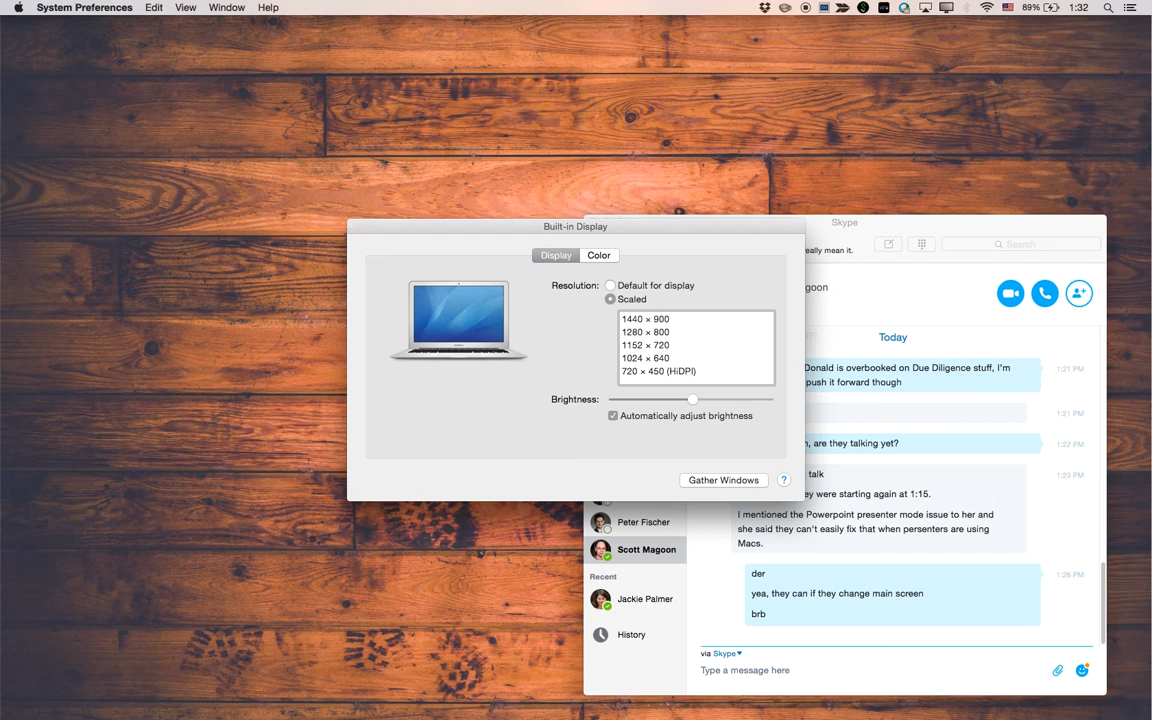 System Preferences Edit View Window Help
89% 1:32
Built-in Display
Display Color
Resolution: Default for display
Scaled
1440 × 900
1280 × 800
1152 × 720
1024 × 640
720 × 450 (HiDPI)
Brightness:
Automatically adjust brightness
Gather Windows ?
Skype
eally mean it.
Search
goon
Today
Donald is overbooked on Due Diligence stuff, I'm
push it forward though
1:21 PM
1:21 PM
, are they talking yet?
1:22 PM
talk
1:23 PM
ey were starting again at 1:15.
I mentioned the Powerpoint presenter mode issue to her and
she said they can't easily fix that when persenters are using
Macs.
der
1:26 PM
yea, they can if they change main screen
brb
Peter Fischer
Scott Magoon
Recent
Jackie Palmer
History
via Skype
Type a message here